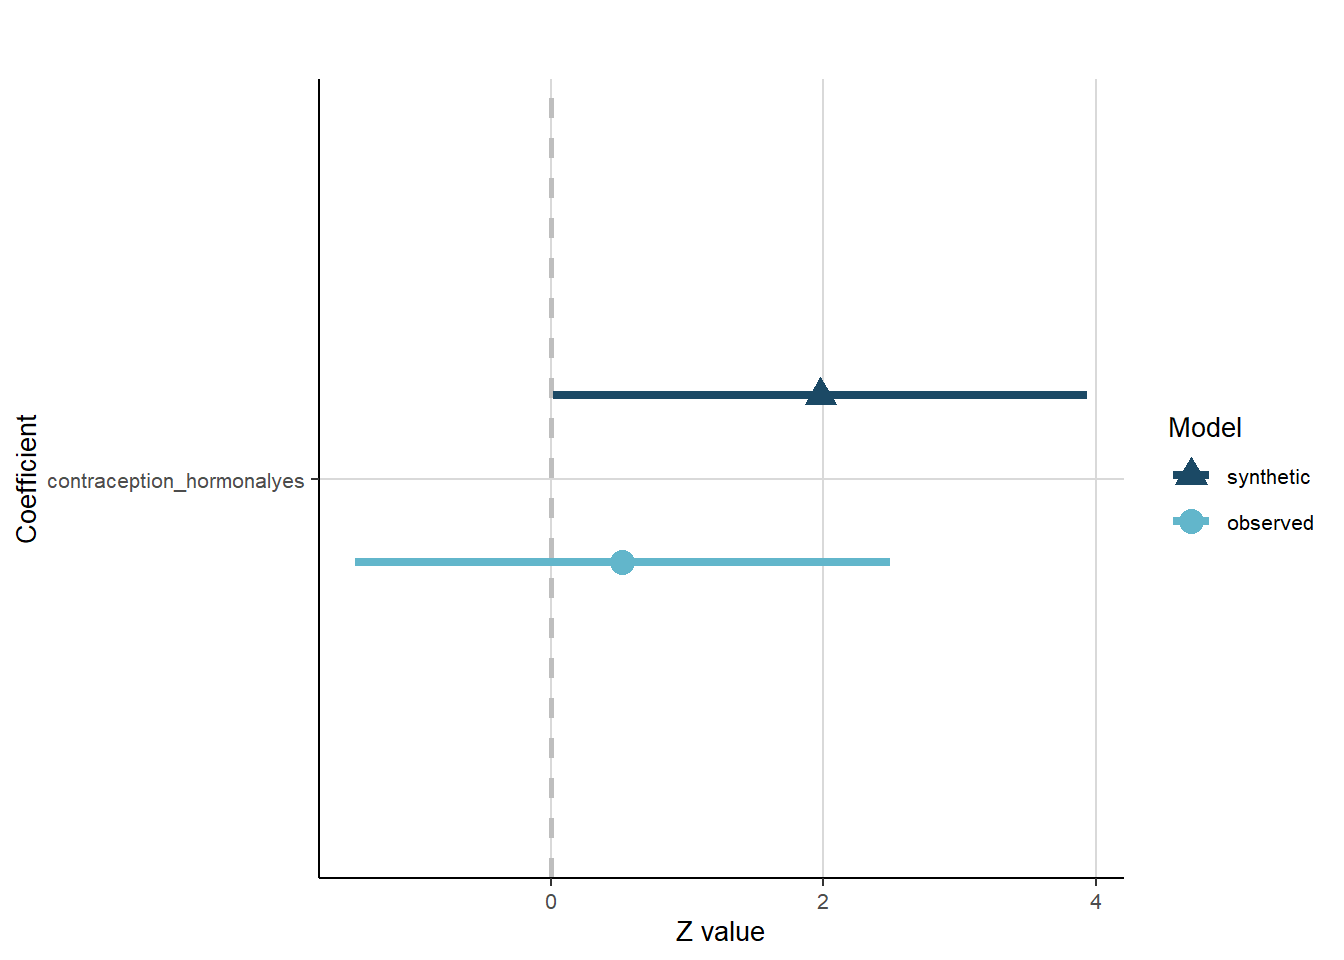 Coefficient
contraception_hormonalyes
0
2
4
Z value
Model
synthetic
observed